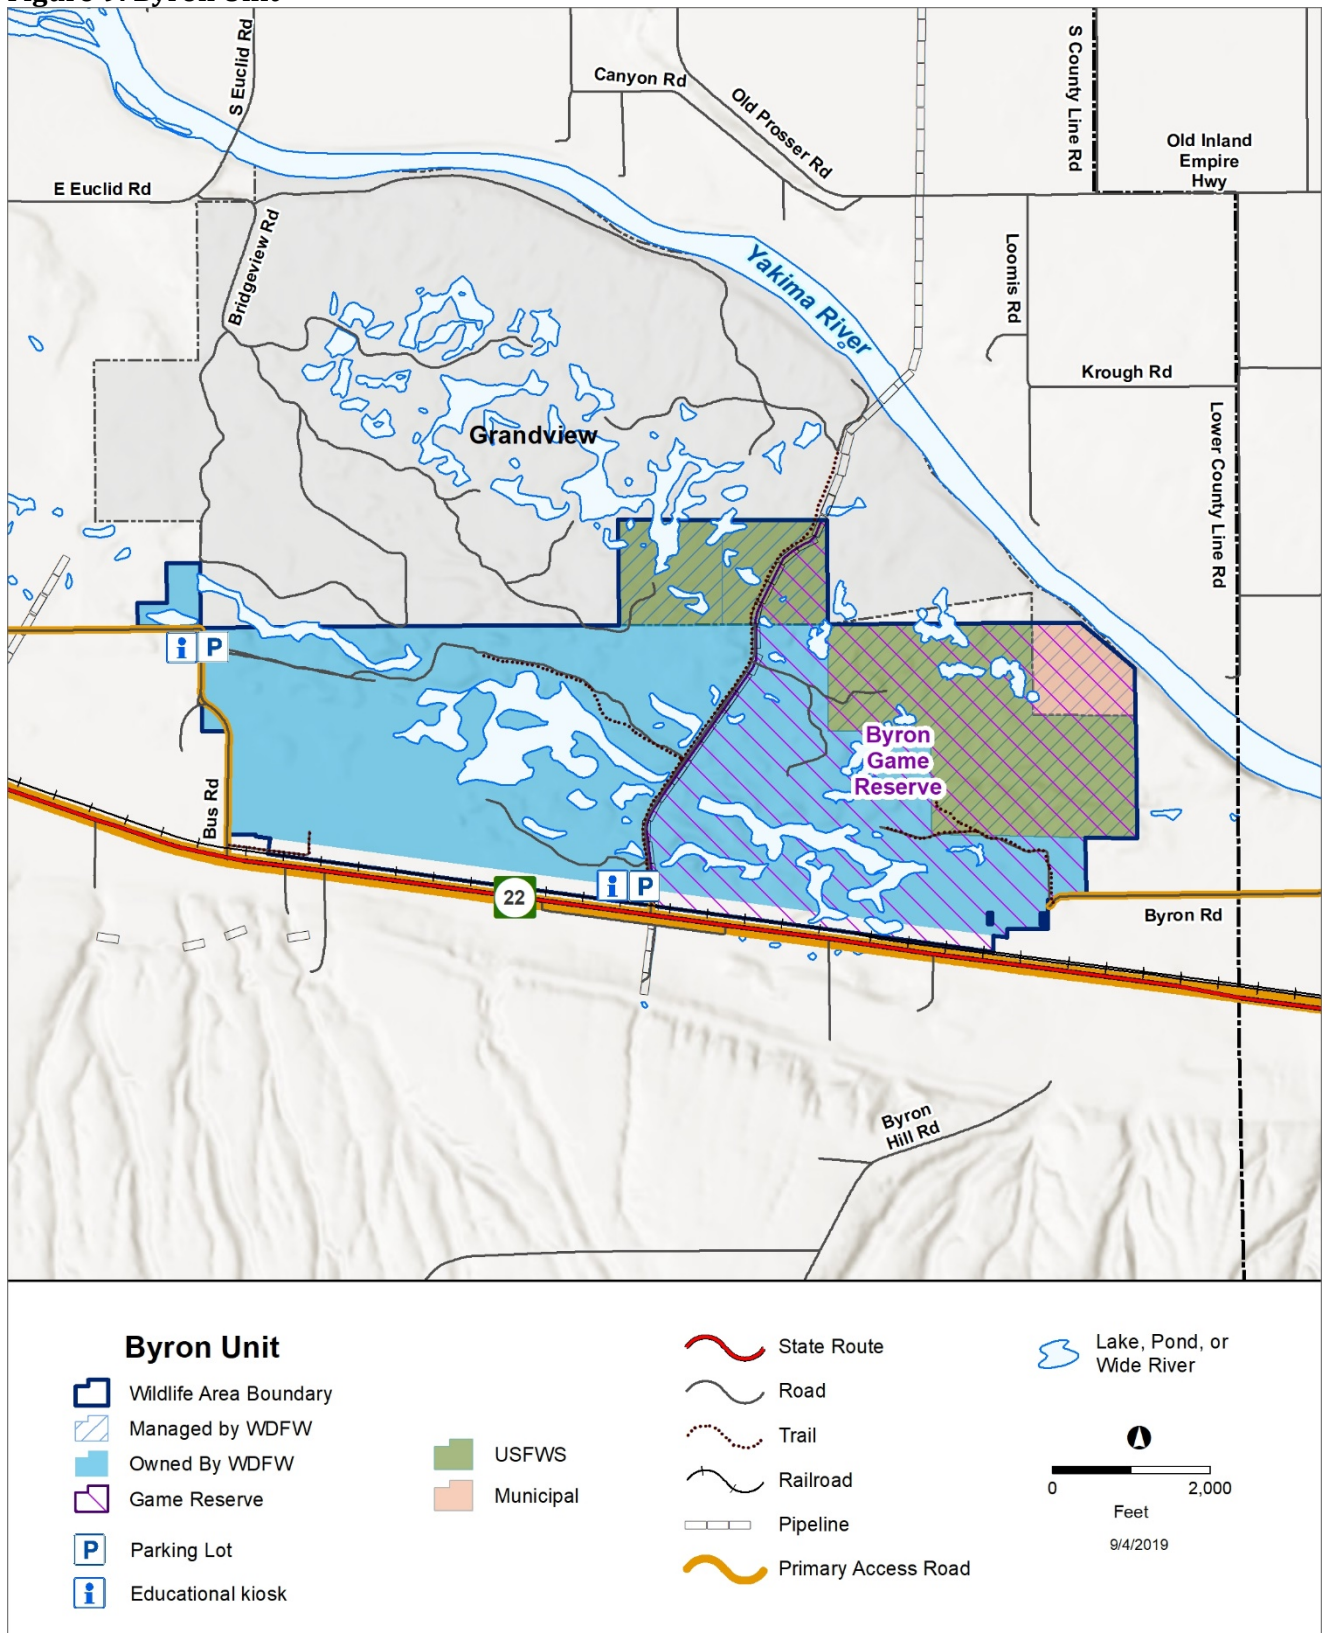 Figure 9. Byron Unit
S Euclid Rd
Canyon Rd
Old Prosser Rd
S County Line Rd
Old Inland
Empire
Hwy
E Euclid Rd
Bridgeview Rd
Yakima River
Loomis Rd
Krough Rd
Lower County Line Rd
Grandview
i
P
Byron
Game
Reserve
Bus Rd
22
i
P
Byron Rd
Byron
Hill Rd
Byron Unit
Wildlife Area Boundary
Managed by WDFW
Owned By WDFW
Game Reserve
P
Parking Lot
i
Educational kiosk
USFWS
Municipal
State Route
Road
Trail
Railroad
Pipeline
Primary Access Road
Lake, Pond, or
Wide River
0
2,000
Feet
9/4/2019